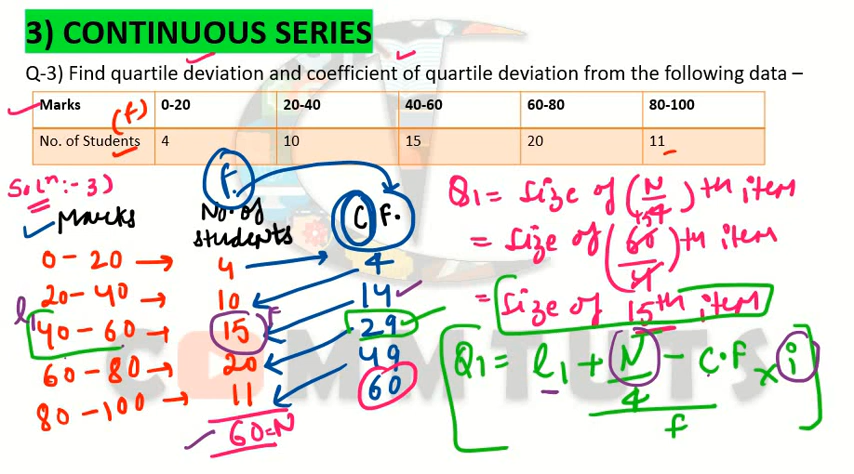 3) CONTINUOUS SERIES
Q-3) Find quartile deviation and coefficient of quartile deviation from the following data –
Marks 0-20 20-40 40-60 60-80 80-100
(f)
No. of Students 4 10 15 20 11
Solⁿ:-3)
Marks
f.
No. of students
C F.
0-20 → 4 4
20-40 → 10 14
l₁ 40-60 → 15 f 29
60-80 → 20 49
80-100 → 11 60
60=N
Q₁ = Size of (N/4)th item
= Size of (60/4)th item 15
= Size of 15th item
Q₁ = l₁ + N/4 - C.F / f × i
COMMTUTS